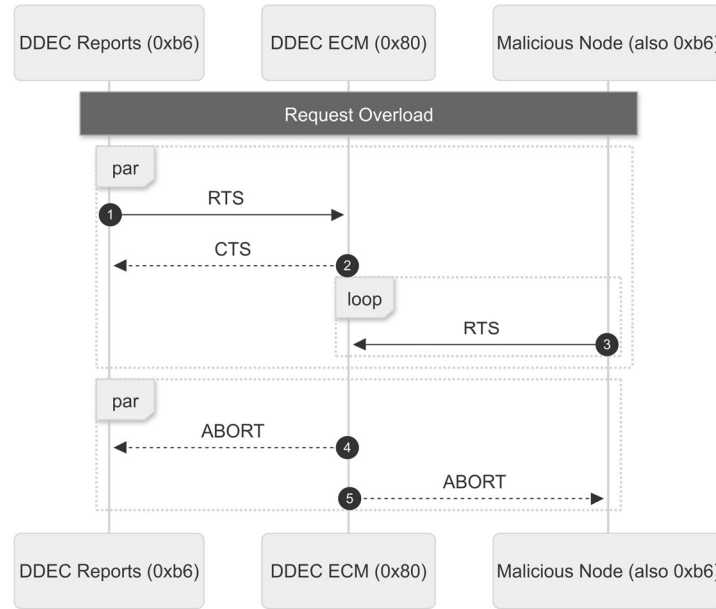 DDEC Reports (0xb6)
DDEC ECM (0x80)
Malicious Node (also 0xb6)
Request Overload
par
RTS
1
CTS
2
loop
RTS
3
par
ABORT
4
ABORT
5
DDEC Reports (0xb6)
DDEC ECM (0x80)
Malicious Node (also 0xb6)